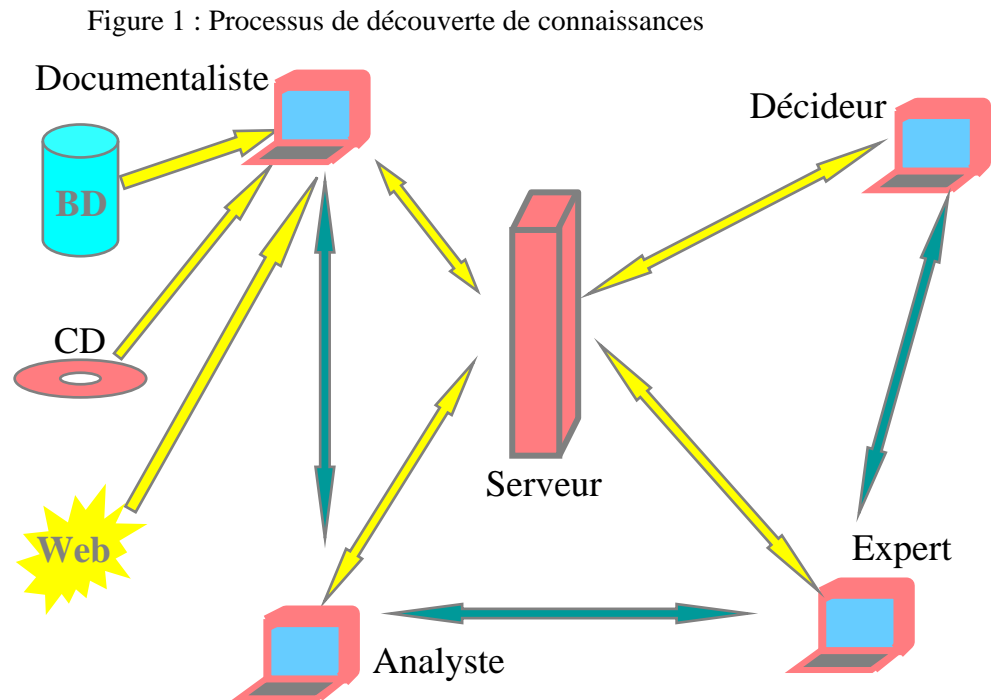 Figure 1 : Processus de découverte de connaissances
Documentaliste
Décideur
BD
CD
Serveur
Web
Expert
Analyste